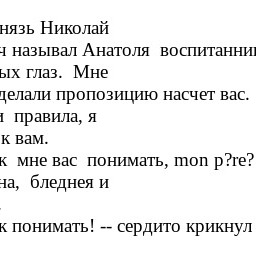 нязь Николай
ч называл Анатоля воспитанни
ых глаз. Мне
делали пропозицию насчет вас.
правила, я
к вам.
к мне вас понимать, mon p?re?
на, бледнея и
к понимать! -- сердито крикнул